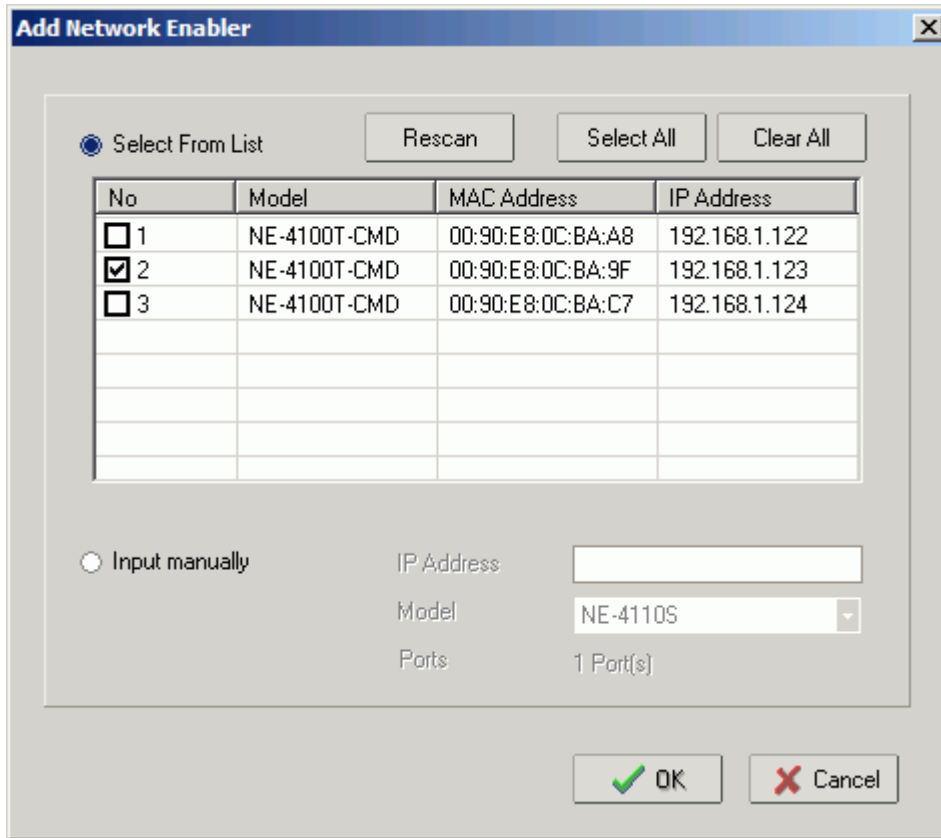 Add Network Enabler
Select From List Rescan Select All Clear All
No Model MAC Address IP Address
1 NE-4100T-CMD 00:90:E8:0C:BA:A8 192.168.1.122
2 NE-4100T-CMD 00:90:E8:0C:BA:9F 192.168.1.123
3 NE-4100T-CMD 00:90:E8:0C:BA:C7 192.168.1.124
Input manually IP Address
Model NE-4110S
Ports 1 Port(s)
OK Cancel